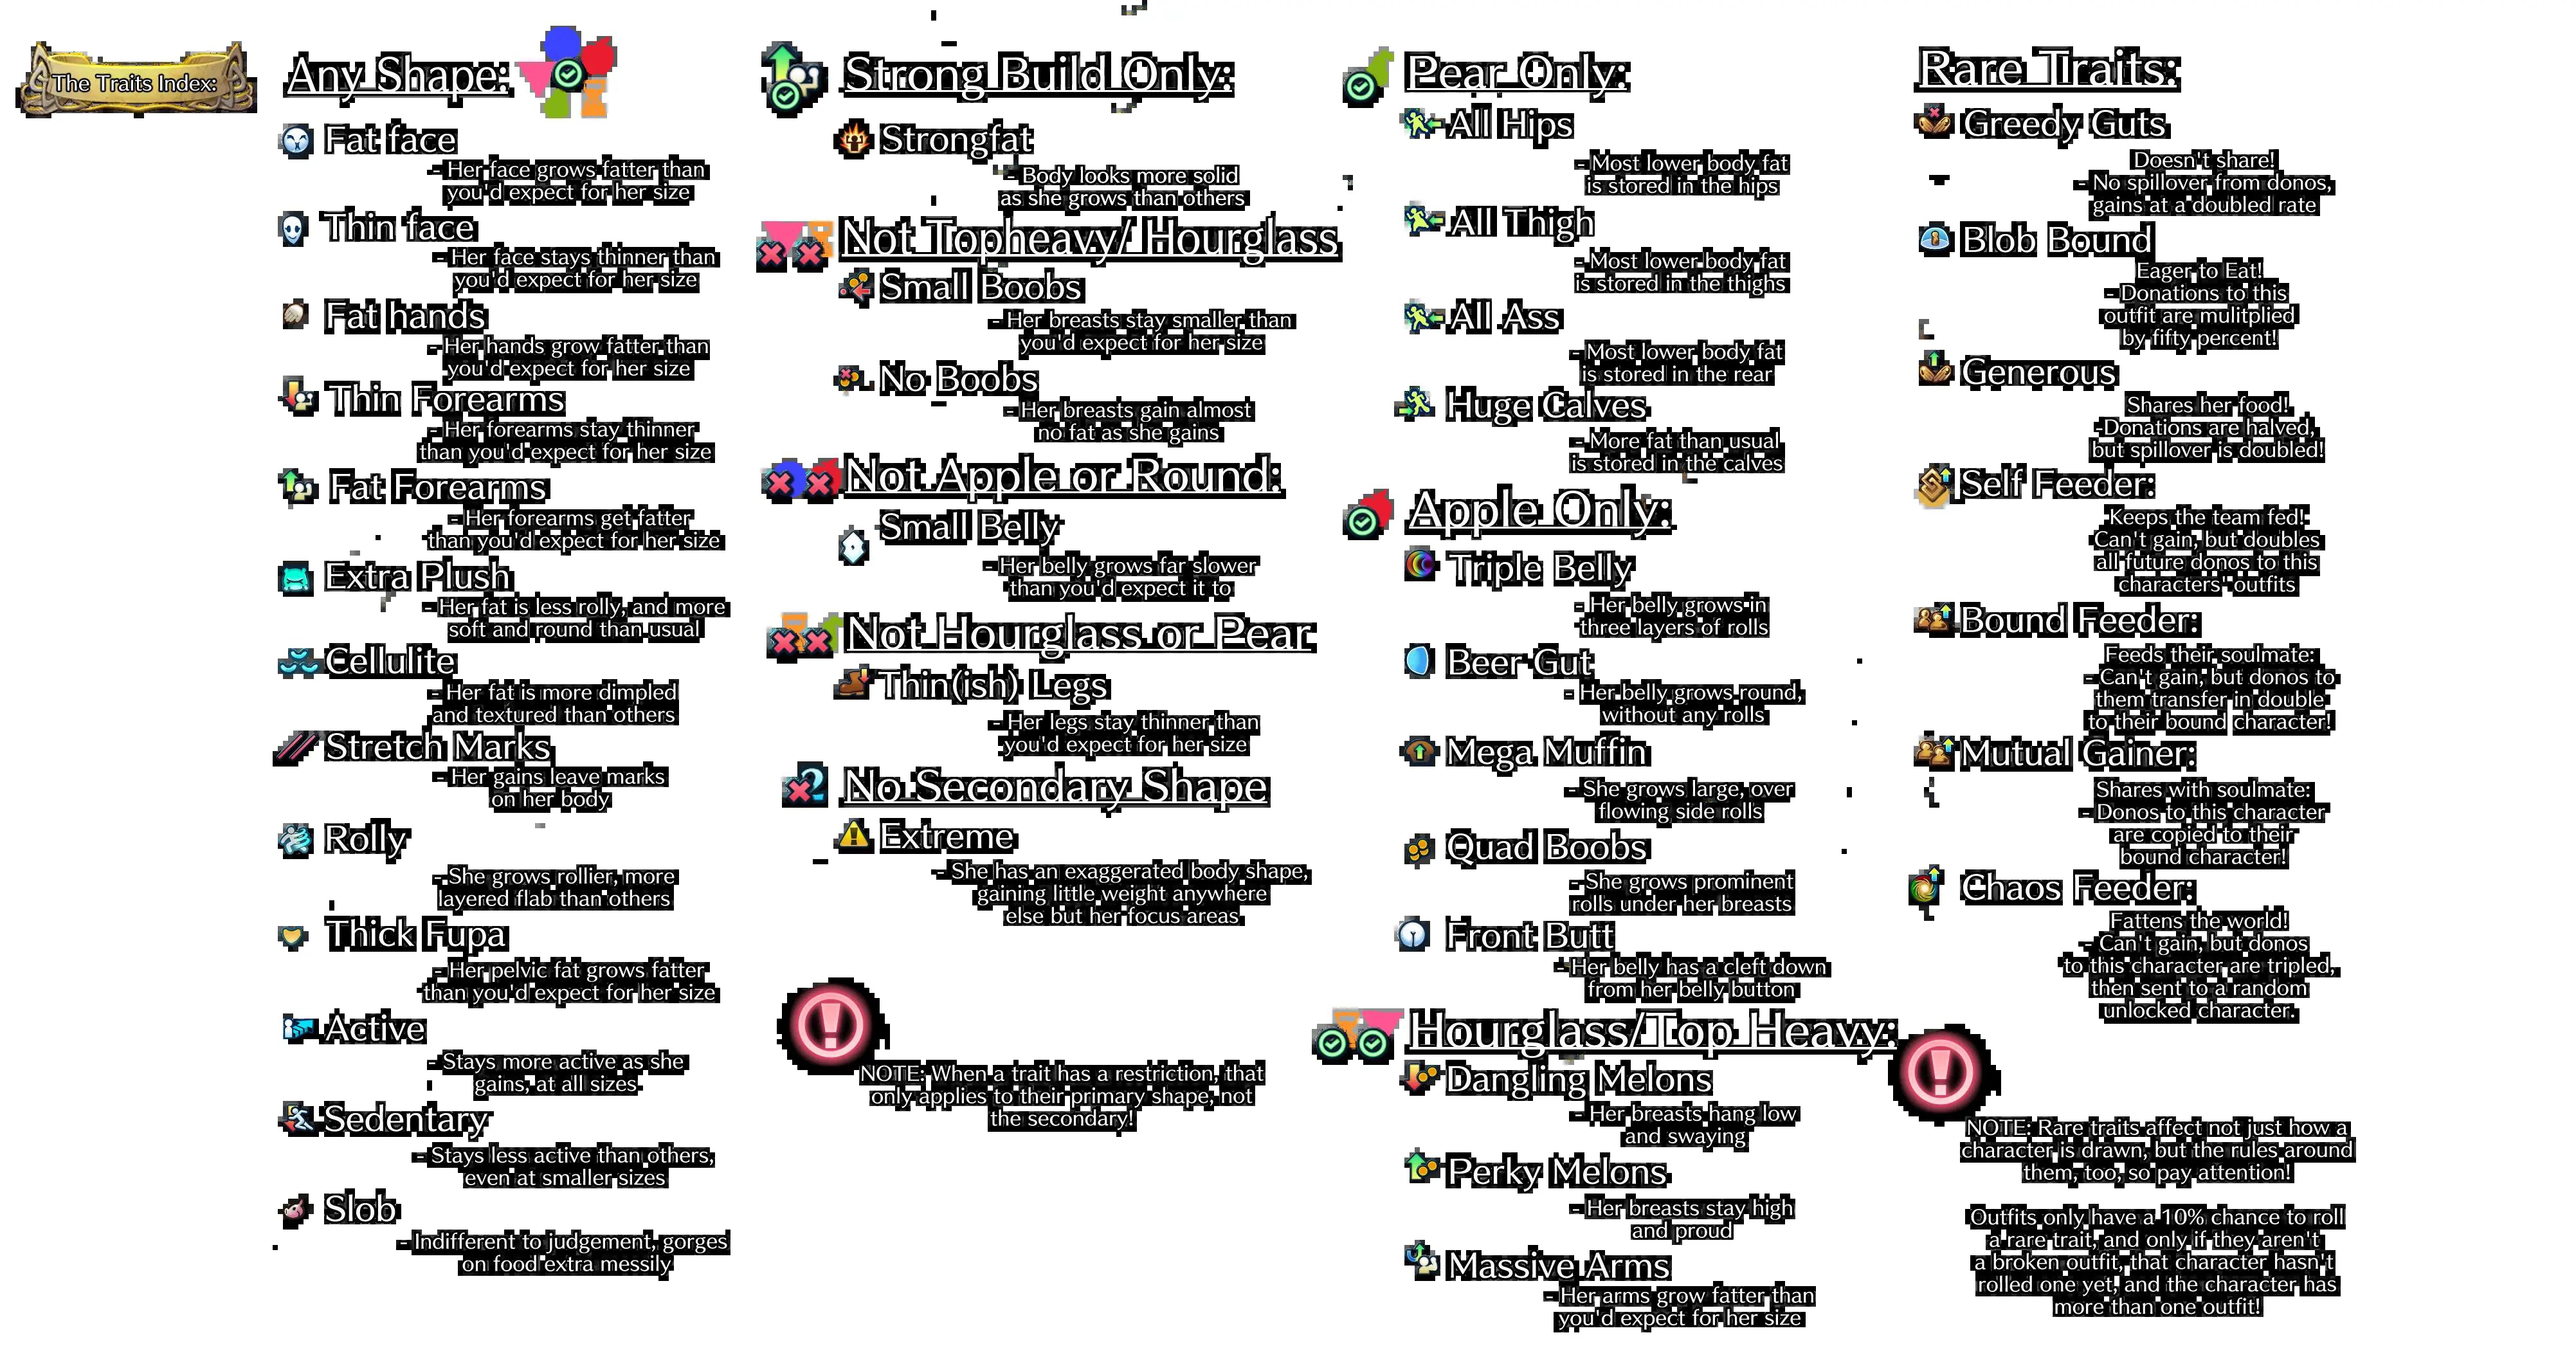 The Traits Index:
Any Shape:
Fat face
- Her face grows fatter than
you'd expect for her size
Thin face
- Her face stays thinner than
you'd expect for her size
Fat hands
- Her hands grow fatter than
you'd expect for her size
Thin Forearms
- Her forearms stay thinner
than you'd expect for her size
Fat Forearms
- Her forearms get fatter
than you'd expect for her size
Extra Plush
- Her fat is less rolly, and more
soft and round than usual
Cellulite
- Her fat is more dimpled
and textured than others
Stretch Marks
- Her gains leave marks
on her body
Rolly
- She grows rollier, more
layered flab than others
Thick Fupa
- Her pelvic fat grows fatter
than you'd expect for her size
Active
- Stays more active as she
gains, at all sizes.
Sedentary
- Stays less active than others,
even at smaller sizes
Slob
- Indifferent to judgement, gorges
on food extra messily
Strong Build Only:
Strongfat
- Body looks more solid
as she grows than others
Not Topheavy/ Hourglass
Small Boobs
- Her breasts stay smaller than
you'd expect for her size
No Boobs
- Her breasts gain almost
no fat as she gains
Not Apple or Round:
Small Belly
- Her belly grows far slower
than you'd expect it to
Not Hourglass or Pear
Thin(ish) Legs
- Her legs stay thinner than
you'd expect for her size
No Secondary Shape
Extreme
- She has an exaggerated body shape,
gaining little weight anywhere
else but her focus areas
NOTE: When a trait has a restriction, that
only applies to their primary shape, not
the secondary!
Pear Only:
All Hips
- Most lower body fat
is stored in the hips
All Thigh
- Most lower body fat
is stored in the thighs
All Ass
- Most lower body fat
is stored in the rear
Huge Calves
- More fat than usual
is stored in the calves
Apple Only:
Triple Belly
- Her belly grows in
three layers of rolls
Beer Gut
- Her belly grows round,
without any rolls
Mega Muffin
- She grows large, over
flowing side rolls
Quad Boobs
- She grows prominent
rolls under her breasts
Front Butt
- Her belly has a cleft down
from her belly button
Hourglass/Top Heavy:
Dangling Melons
- Her breasts hang low
and swaying
Perky Melons
- Her breasts stay high
and proud
Massive Arms
- Her arms grow fatter than
you'd expect for her size
Rare Traits:
Greedy Guts
Doesn't share!
- No spillover from donos,
gains at a doubled rate
Blob Bound
Eager to Eat!
- Donations to this
outfit are mulitplied
by fifty percent!
Generous
Shares her food!
-Donations are halved,
but spillover is doubled!
Self Feeder:
Keeps the team fed!
Can't gain, but doubles
all future donos to this
characters' outfits
Bound Feeder:
Feeds their soulmate:
- Can't gain, but donos to
them transfer in double
to their bound character!
Mutual Gainer:
Shares with soulmate:
- Donos to this character
are copied to their
bound character!
Chaos Feeder:
Fattens the world!
- Can't gain, but donos
to this character are tripled,
then sent to a random
unlocked character.
NOTE: Rare traits affect not just how a
character is drawn, but the rules around
them, too, so pay attention!
Outfits only have a 10% chance to roll
a rare trait, and only if they aren't
a broken outfit, that character hasn't
rolled one yet, and the character has
more than one outfit!